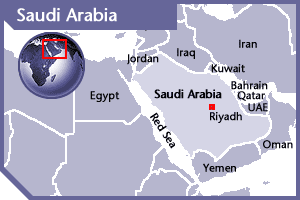 Saudi Arabia
Iran
Iraq
Jordan
Kuwait
Bahrain
Egypt
Saudi Arabia
Qatar
UAE
Riyadh
Red Sea
Oman
Yemen